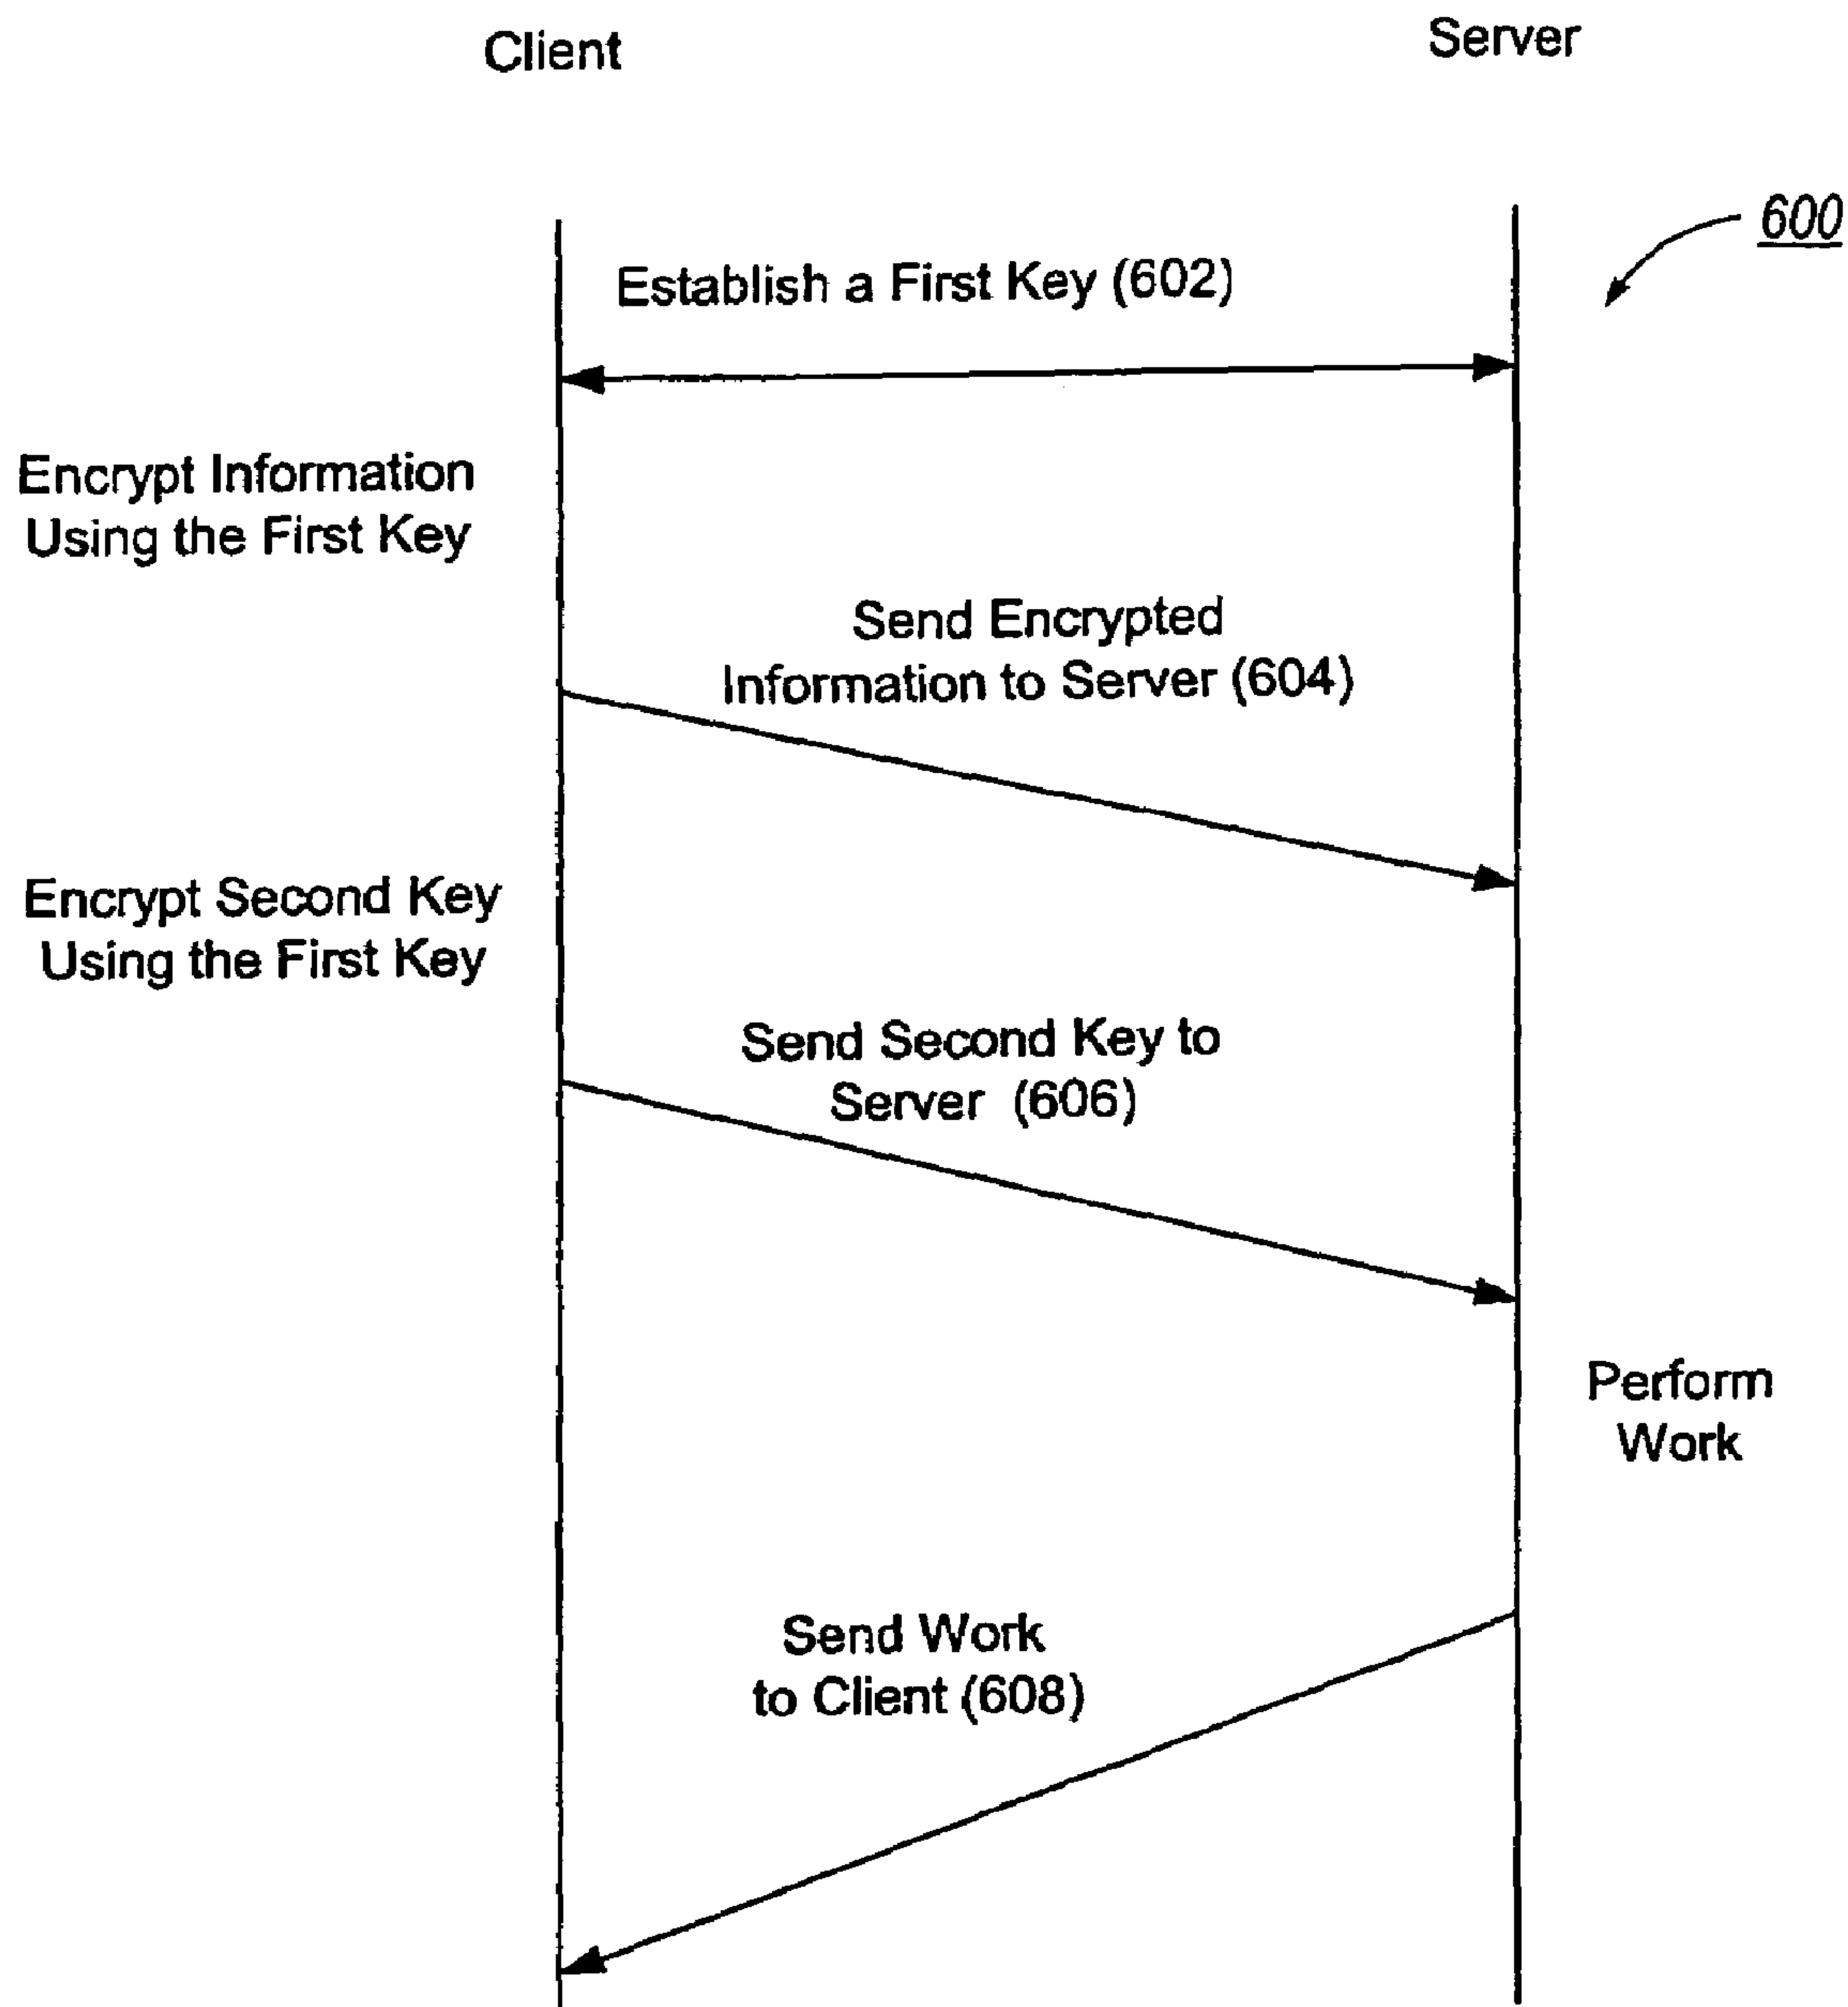 Client
Server
600
Establish a First Key (602)
Encrypt Information
Using the First Key
Send Encrypted
Information to Server (604)
Encrypt Second Key
Using the First Key
Send Second Key to
Server (606)
Perform
Work
Send Work
to Client (608)